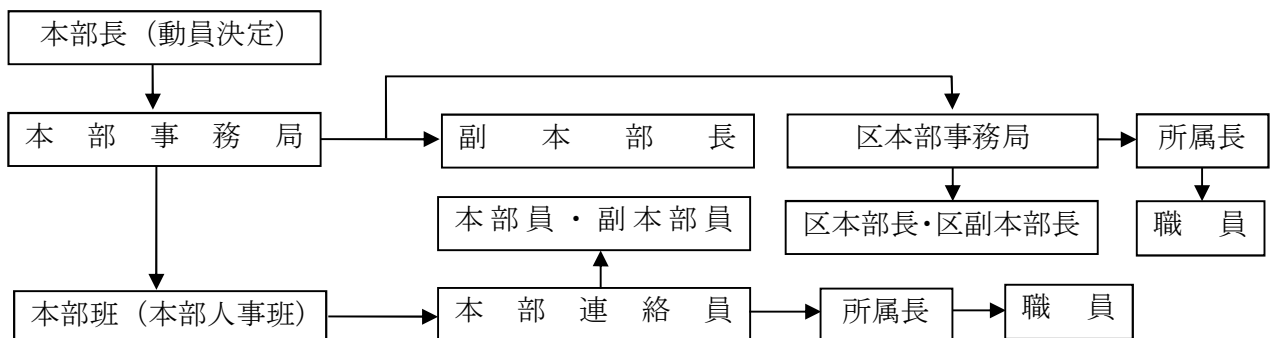 本部長（動員決定）
本部事務局
副本部長
区本部事務局
所属長
本部員・副本部員
区本部長・区副本部長
職員
本部班（本部人事班）
本部連絡員
所属長
職員